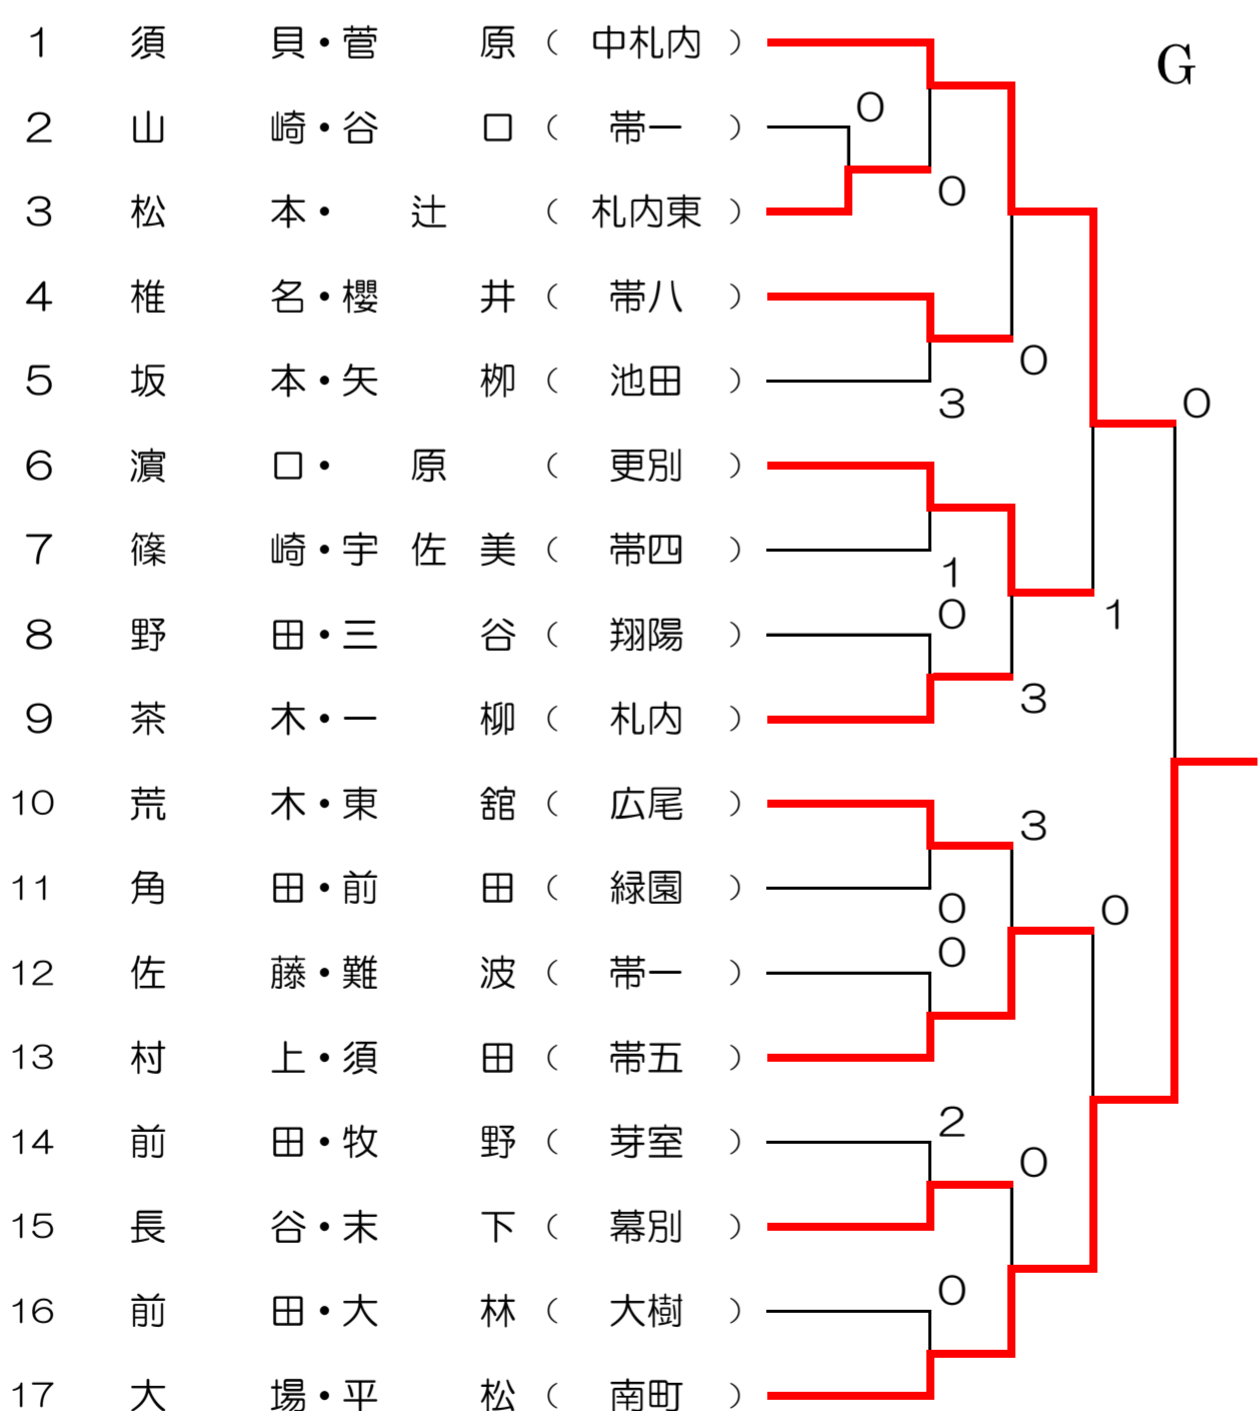 1 須貝・菅原（中札内） G
2 山崎・谷口（帯一） 0
3 松本・辻（札内東） 0
4 椎名・櫻井（帯八） 0
5 坂本・矢栁（池田） 3 0
6 濵口・原（更別）
7 篠崎・宇佐美（帯四） 1
8 野田・三谷（翔陽） 0 1
9 茶木・一柳（札内） 3
10 荒木・東舘（広尾） 3
11 角田・前田（緑園） 0 0
12 佐藤・難波（帯一） 0
13 村上・須田（帯五）
14 前田・牧野（芽室） 2 0
15 長谷・末下（幕別）
16 前田・大林（大樹） 0
17 大場・平松（南町）